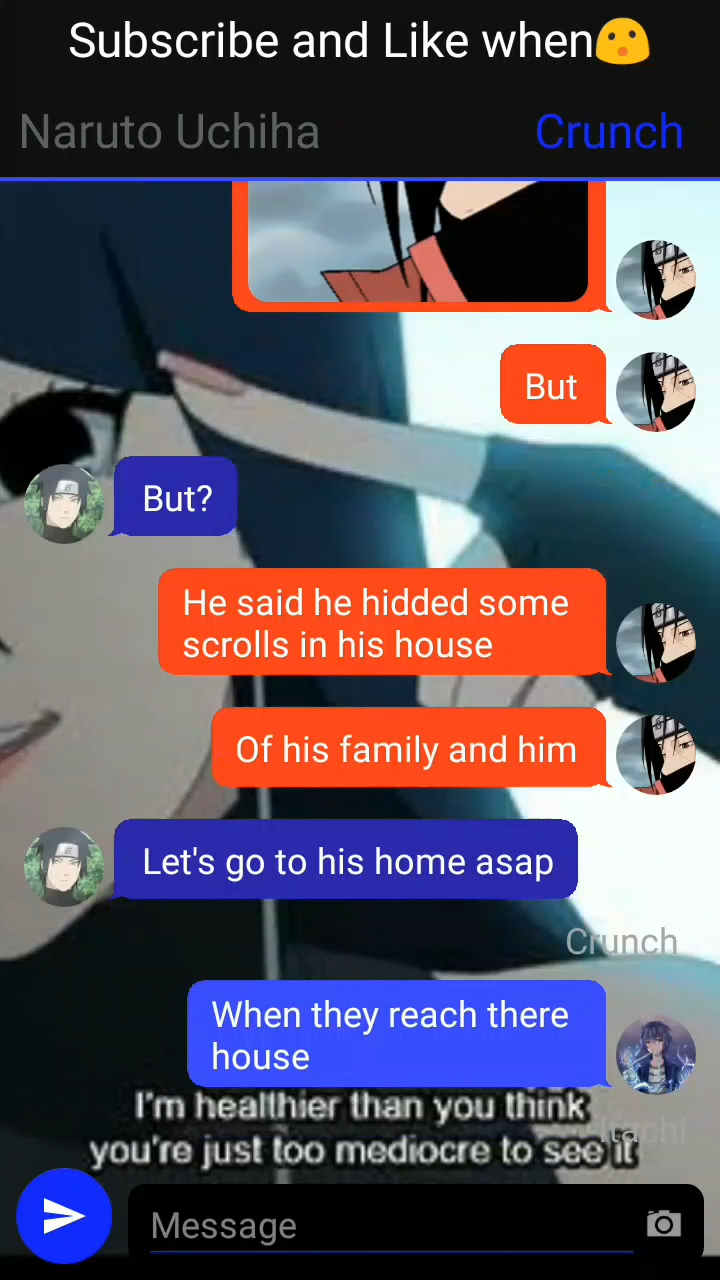 Subscribe and Like when😮
Naruto Uchiha
Crunch
But
But?
He said he hidded some
scrolls in his house
Of his family and him
Let's go to his home asap
Crunch
When they reach there
house
I'm healthier than you think
you're just too mediocre to see it
Itachi
Message